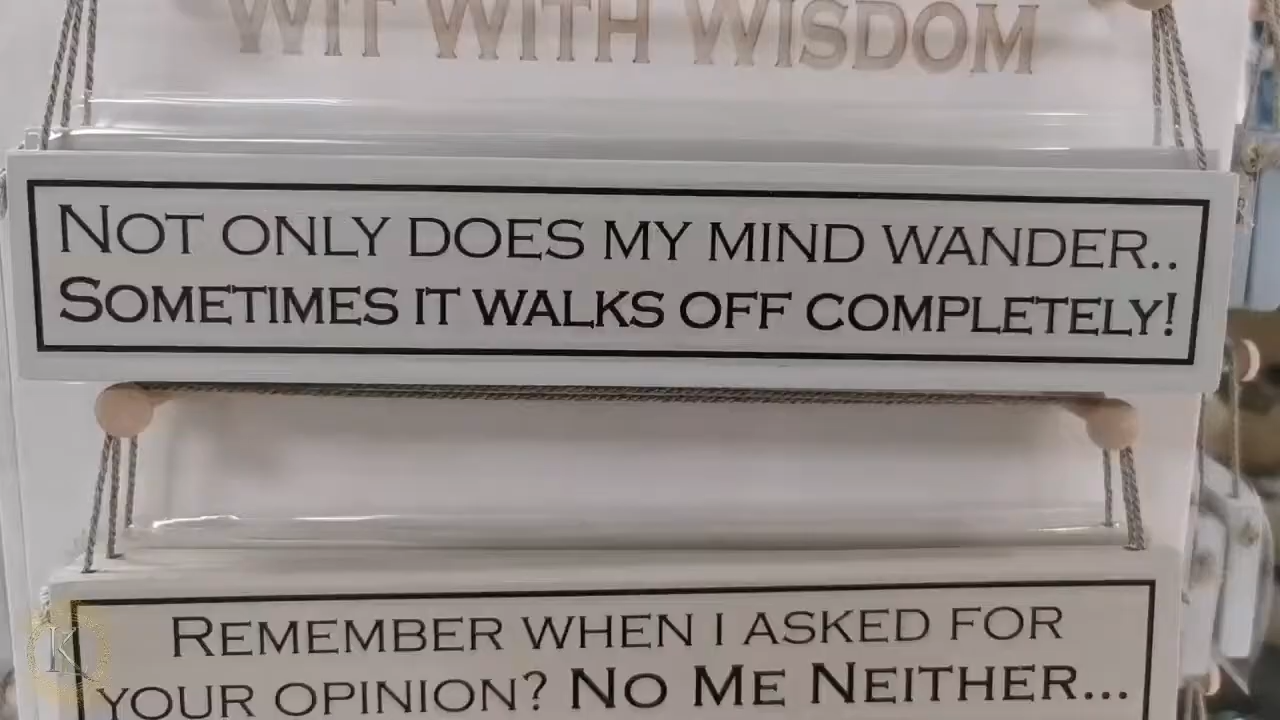 WIT WITH WISDOM
NOT ONLY DOES MY MIND WANDER..
SOMETIMES IT WALKS OFF COMPLETELY!
REMEMBER WHEN I ASKED FOR
YOUR OPINION? NO ME NEITHER...
K